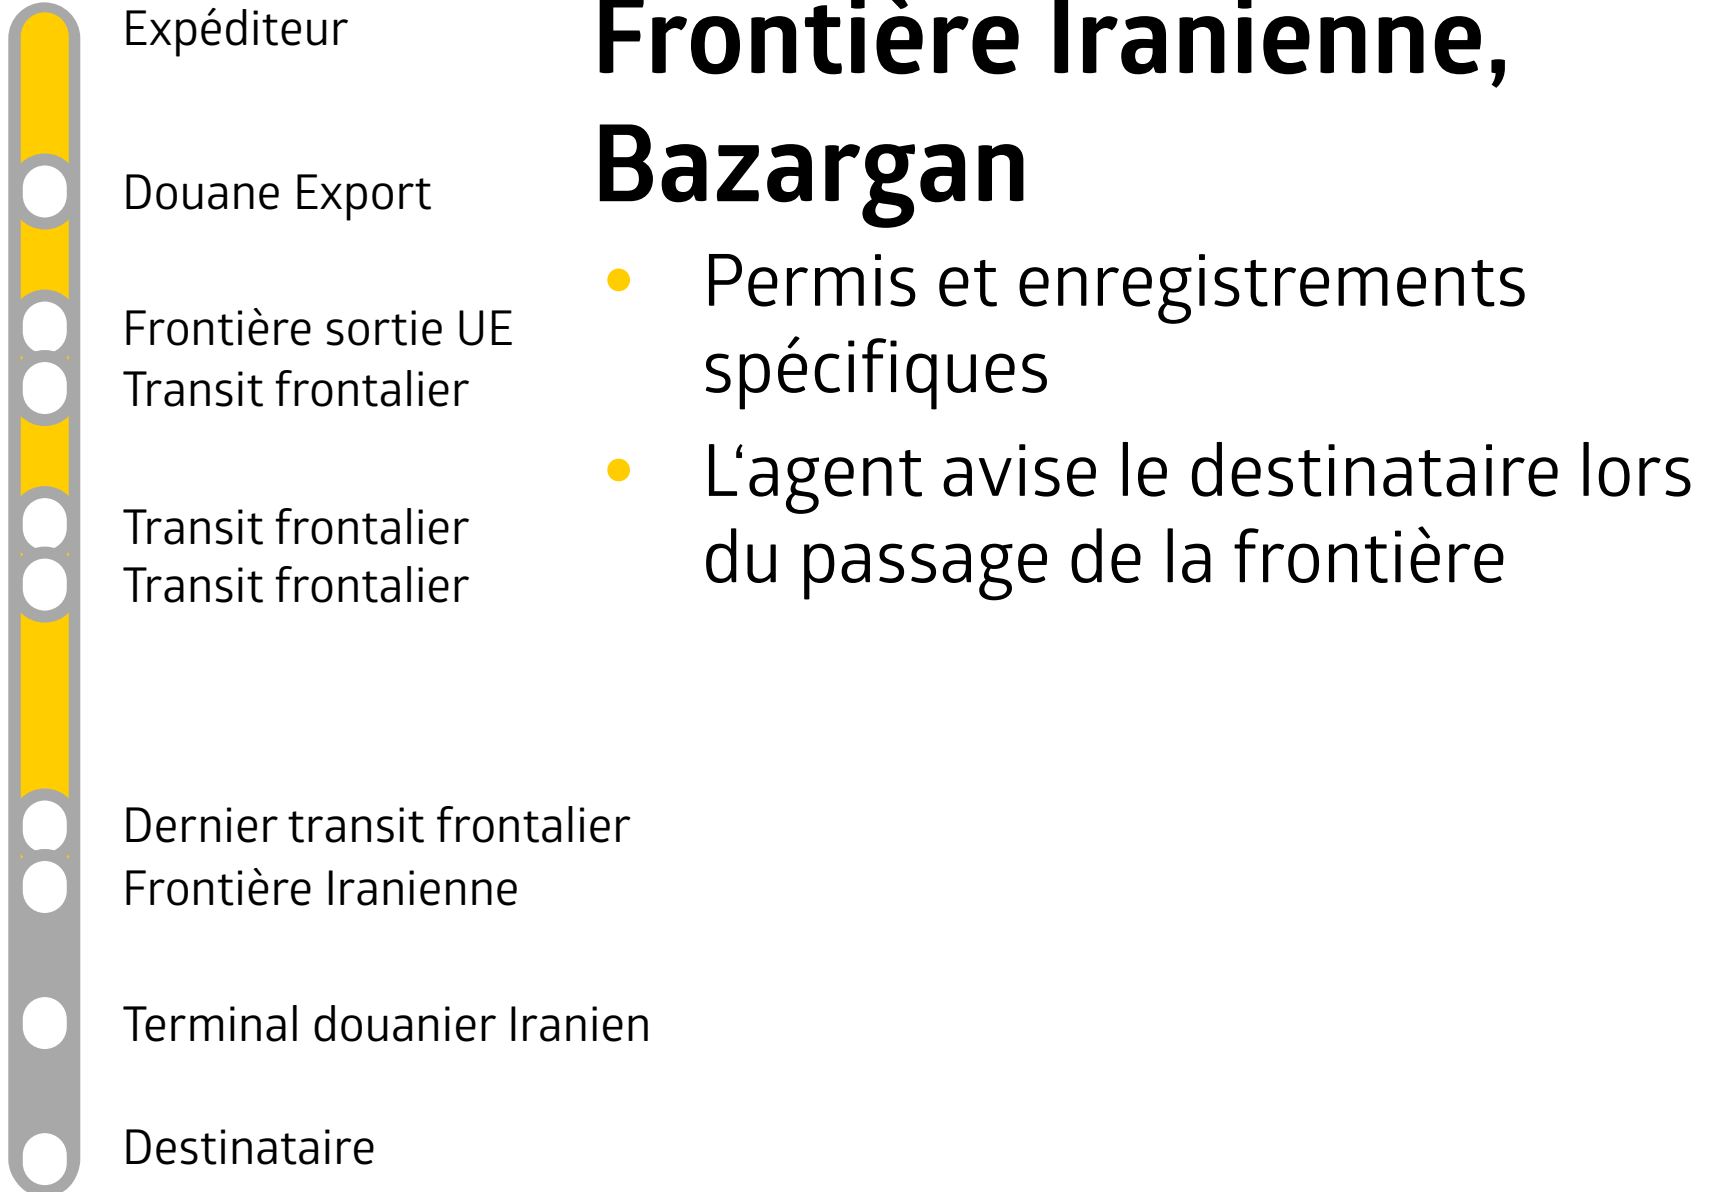 Expéditeur
Douane Export
Frontière sortie UE
Transit frontalier
Transit frontalier
Transit frontalier
Dernier transit frontalier
Frontière Iranienne
Terminal douanier Iranien
Destinataire
Frontière Iranienne,
Bazargan
• Permis et enregistrements
spécifiques
• L‘agent avise le destinataire lors
du passage de la frontière